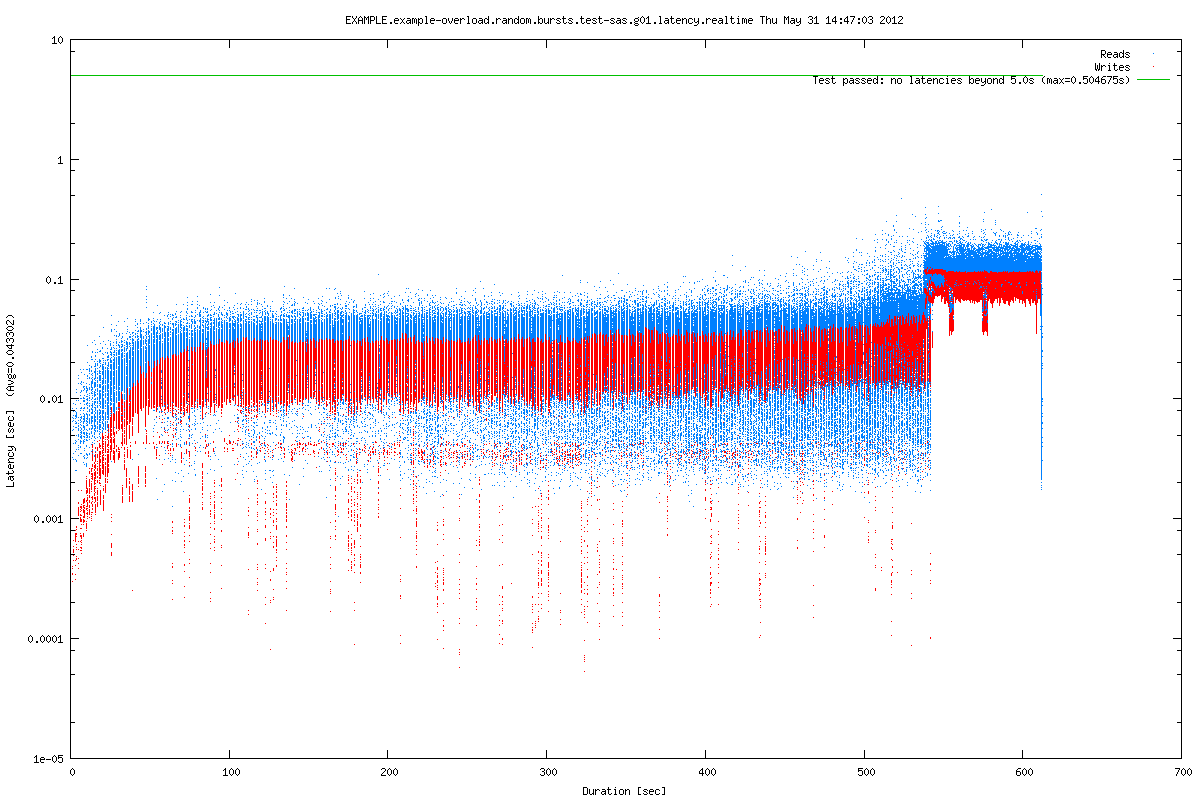 EXAMPLE.example-overload.random.bursts.test-sas.g01.latency.realtime Thu May 31 14:47:03 2012
Reads
Writes
Test passed: no latencies beyond 5.0s (max=0.504675s)
10
1
0.1
0.01
0.001
0.0001
1e-05
Latency [sec] (Avg=0.043302)
0 100 200 300 400 500 600 700
Duration [sec]